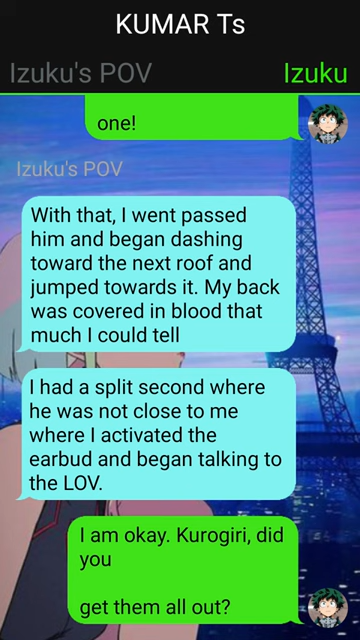 KUMAR Ts
Izuku's POV
Izuku
one!
Izuku's POV
With that, I went passed
him and began dashing
toward the next roof and
jumped towards it. My back
was covered in blood that
much I could tell
I had a split second where
he was not close to me
where I activated the
earbud and began talking to
the LOV.
I am okay. Kurogiri, did
you
get them all out?